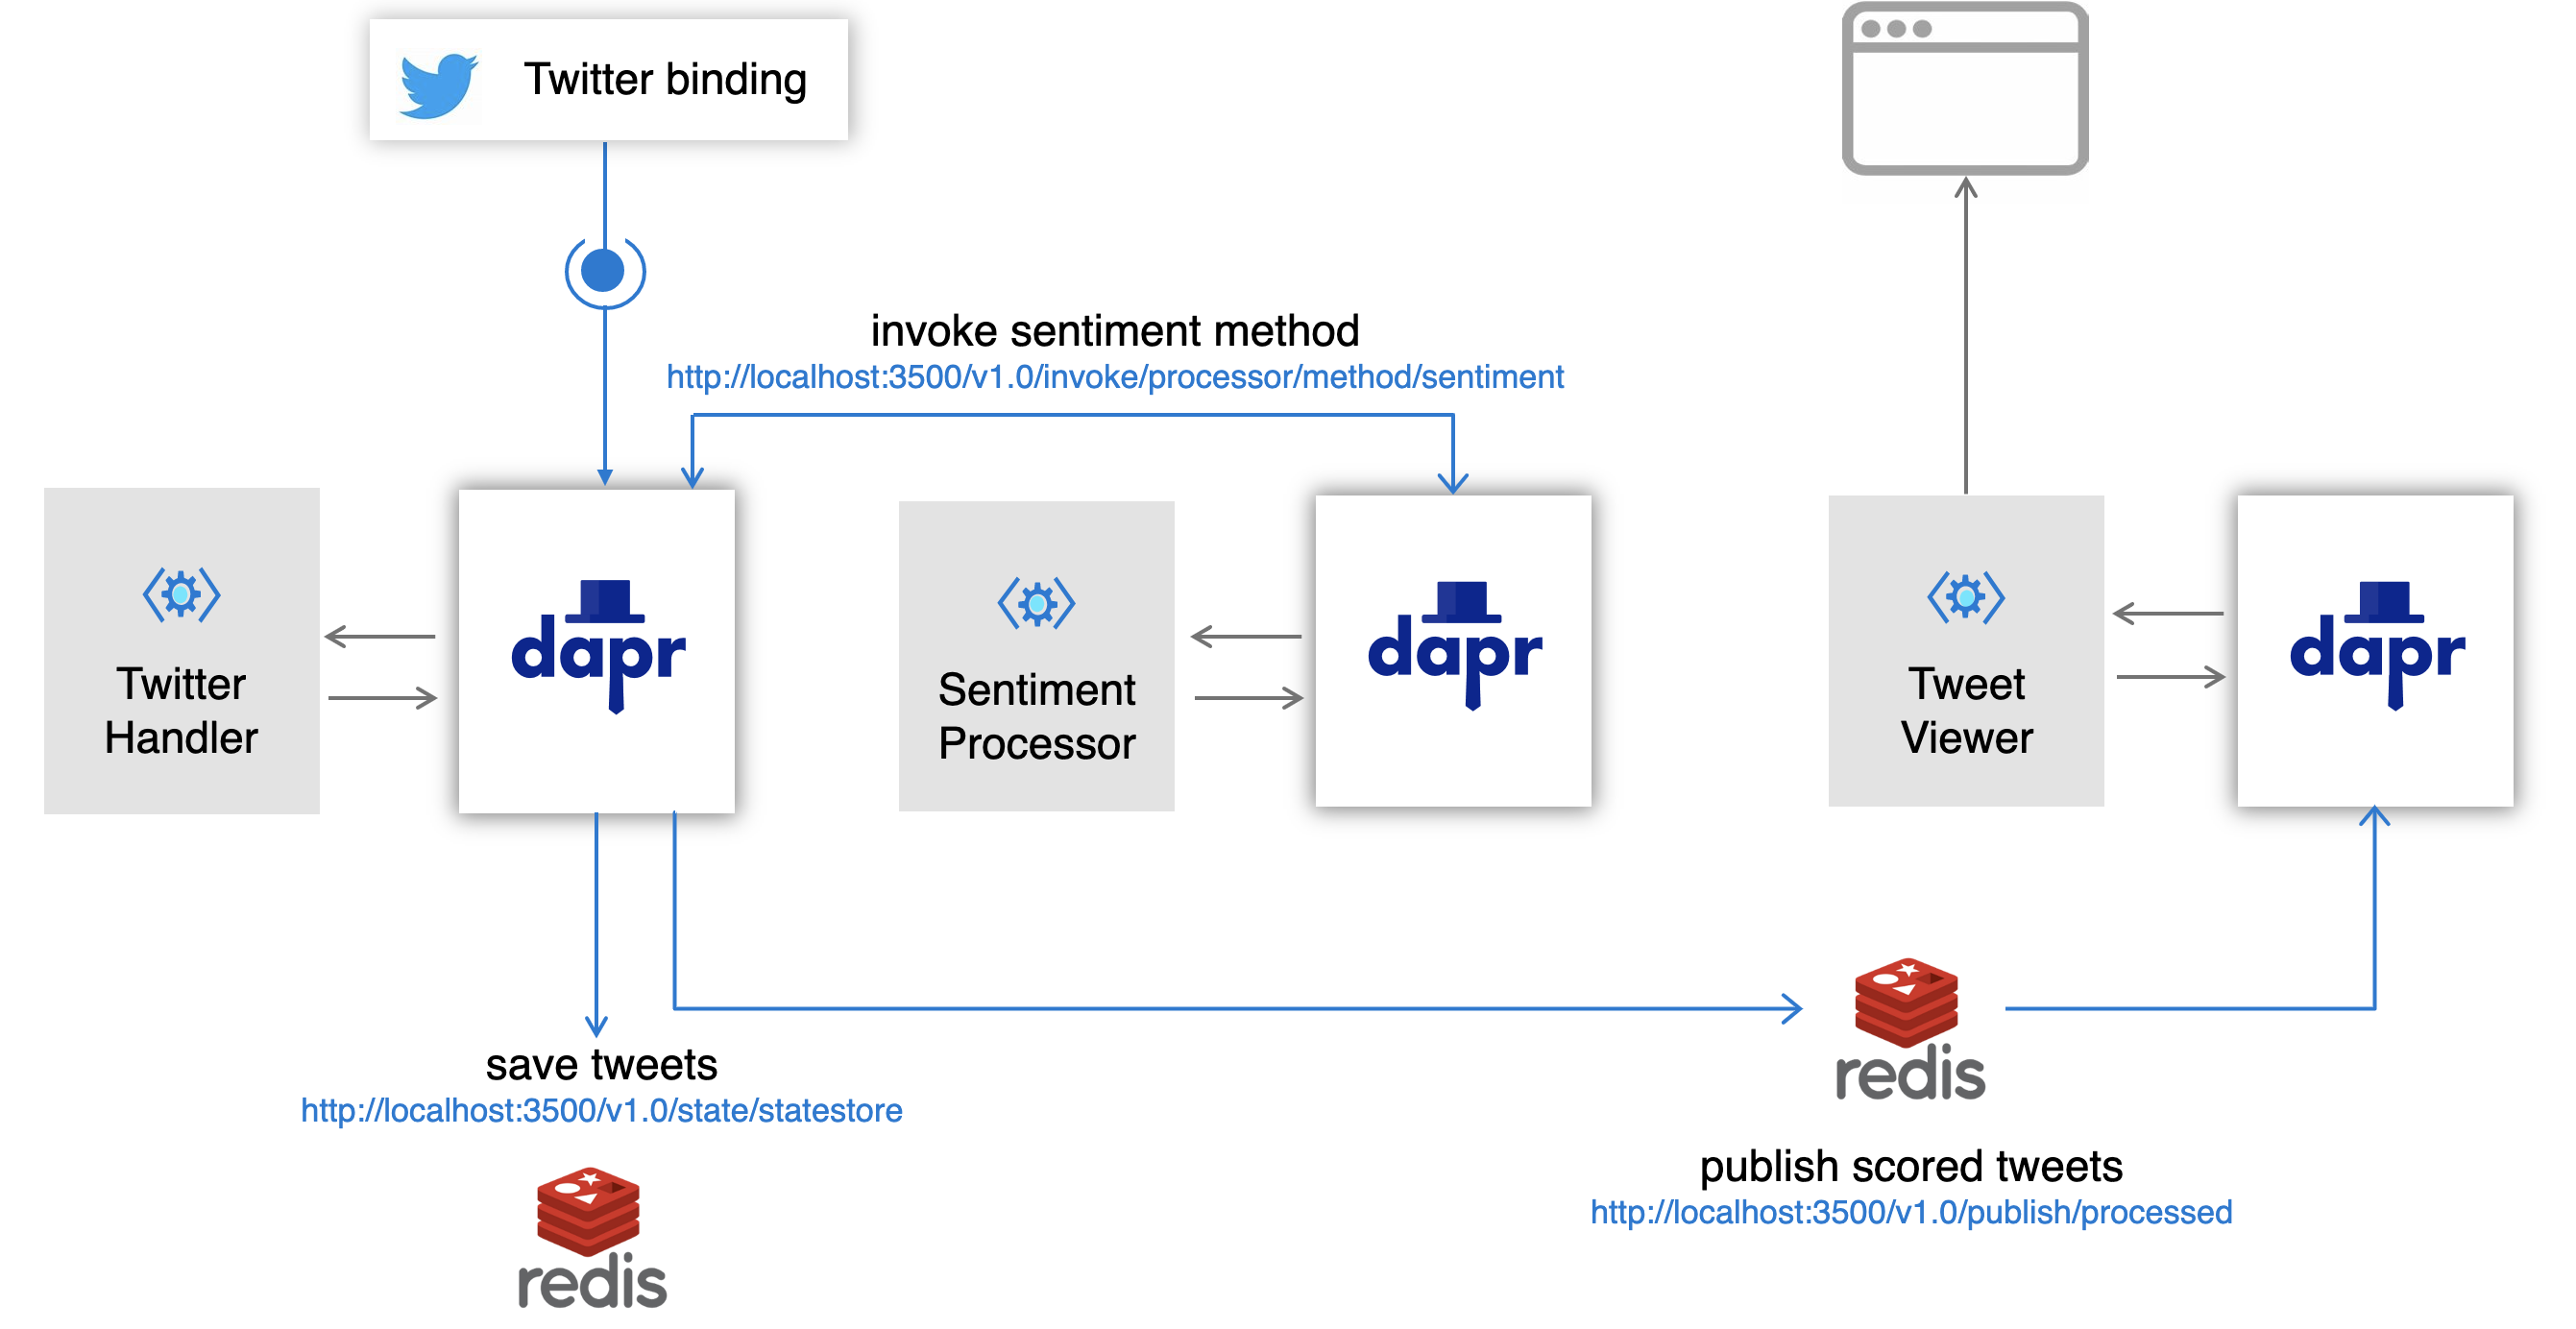 Twitter binding
invoke sentiment method
http://localhost:3500/v1.0/invoke/processor/method/sentiment
Twitter
Handler
dapr
Sentiment
Processor
dapr
Tweet
Viewer
dapr
save tweets
http://localhost:3500/v1.0/state/statestore
redis
redis
publish scored tweets
http://localhost:3500/v1.0/publish/processed